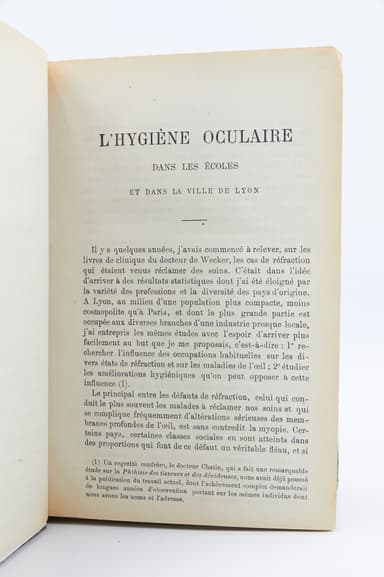 L'HYGIÈNE OCULAIRE
DANS LES ÉCOLES
ET DANS LA VILLE DE LYON
Il y a quelques années, j'avais commencé à relever, sur les
livres de clinique du docteur de Wecker, les cas de réfraction
qui étaient venus réclamer des soins. C'était dans l'idée
d'arriver à des résultats statistiques dont j'ai été éloigné par
la variété des professions et la diversité des pays d'origine.
A Lyon, au milieu d'une population plus compacte, moins
cosmopolite qu'à Paris, et dont la plus grande partie est
occupée aux diverses branches d'une industrie presque locale,
j'ai entrepris les mêmes études avec l'espoir d'arriver plus
facilement au but que je me proposais, c'est-à-dire : 1° re-
chercher l'influence des occupations habituelles sur les di-
vers états de réfraction et sur les maladies de l'œil ; 2° étudier
les améliorations hygiéniques qu'on peut opposer à cette
influence (1).
Le principal entre les défauts de réfraction, celui qui con-
duit le plus souvent les malades à réclamer nos soins et qui
se complique fréquemment d'altérations sérieuses des mem-
branes profondes de l'œil, est sans contredit la myopie. Cer-
tains pays, certaines classes sociales en sont atteints dans
des proportions qui font de ce défaut un véritable fléau, et si
(1) Un regretté confrère, le docteur Chatin, qui a fait une remarquable
étude sur la Phthisie des tisseurs et des dévideuses, nous avait déjà poussé
à la publication du travail actuel, dont l'achèvement complet demanderait
de longues années d'observation portant sur les mêmes individus dont
nous avons les noms et l'adresse.